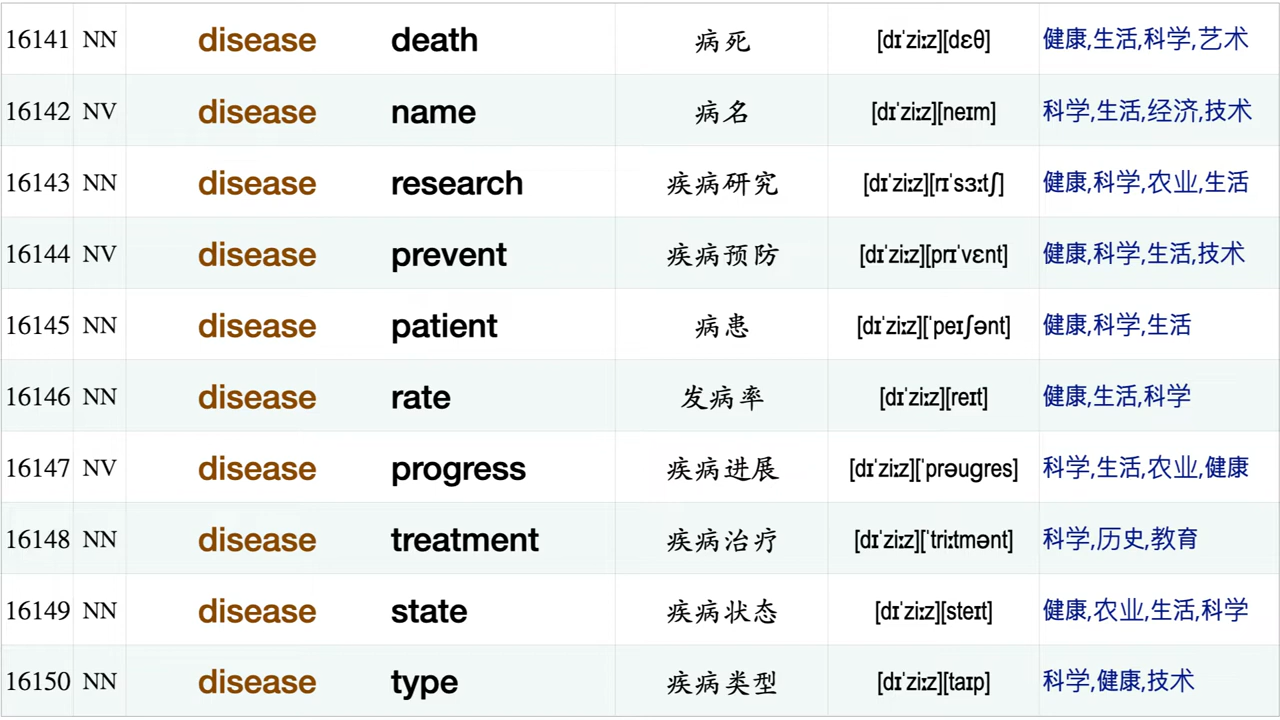 16141 NN disease death 病死 [dɪˈziːz][dɛθ] 健康,生活,科学,艺术
16142 NV disease name 病名 [dɪˈziːz][neɪm] 科学,生活,经济,技术
16143 NN disease research 疾病研究 [dɪˈziːz][rɪˈsɜːtʃ] 健康,科学,农业,生活
16144 NV disease prevent 疾病预防 [dɪˈziːz][prɪˈvɛnt] 健康,科学,生活,技术
16145 NN disease patient 病患 [dɪˈziːz][ˈpeɪʃənt] 健康,科学,生活
16146 NN disease rate 发病率 [dɪˈziːz][reɪt] 健康,生活,科学
16147 NV disease progress 疾病进展 [dɪˈziːz][ˈprəugres] 科学,生活,农业,健康
16148 NN disease treatment 疾病治疗 [dɪˈziːz][ˈtriːtmənt] 科学,历史,教育
16149 NN disease state 疾病状态 [dɪˈziːz][steɪt] 健康,农业,生活,科学
16150 NN disease type 疾病类型 [dɪˈziːz][taɪp] 科学,健康,技术